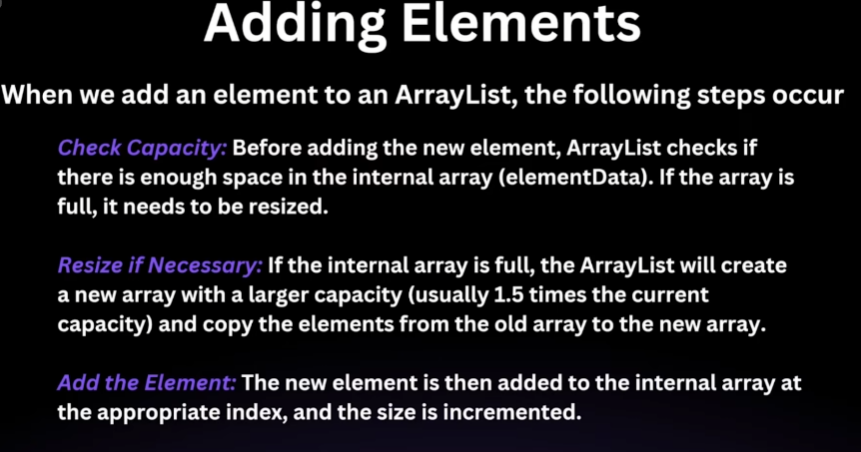 Adding Elements
When we add an element to an ArrayList, the following steps occur
Check Capacity: Before adding the new element, ArrayList checks if
there is enough space in the internal array (elementData). If the array is
full, it needs to be resized.
Resize if Necessary: If the internal array is full, the ArrayList will create
a new array with a larger capacity (usually 1.5 times the current
capacity) and copy the elements from the old array to the new array.
Add the Element: The new element is then added to the internal array at
the appropriate index, and the size is incremented.